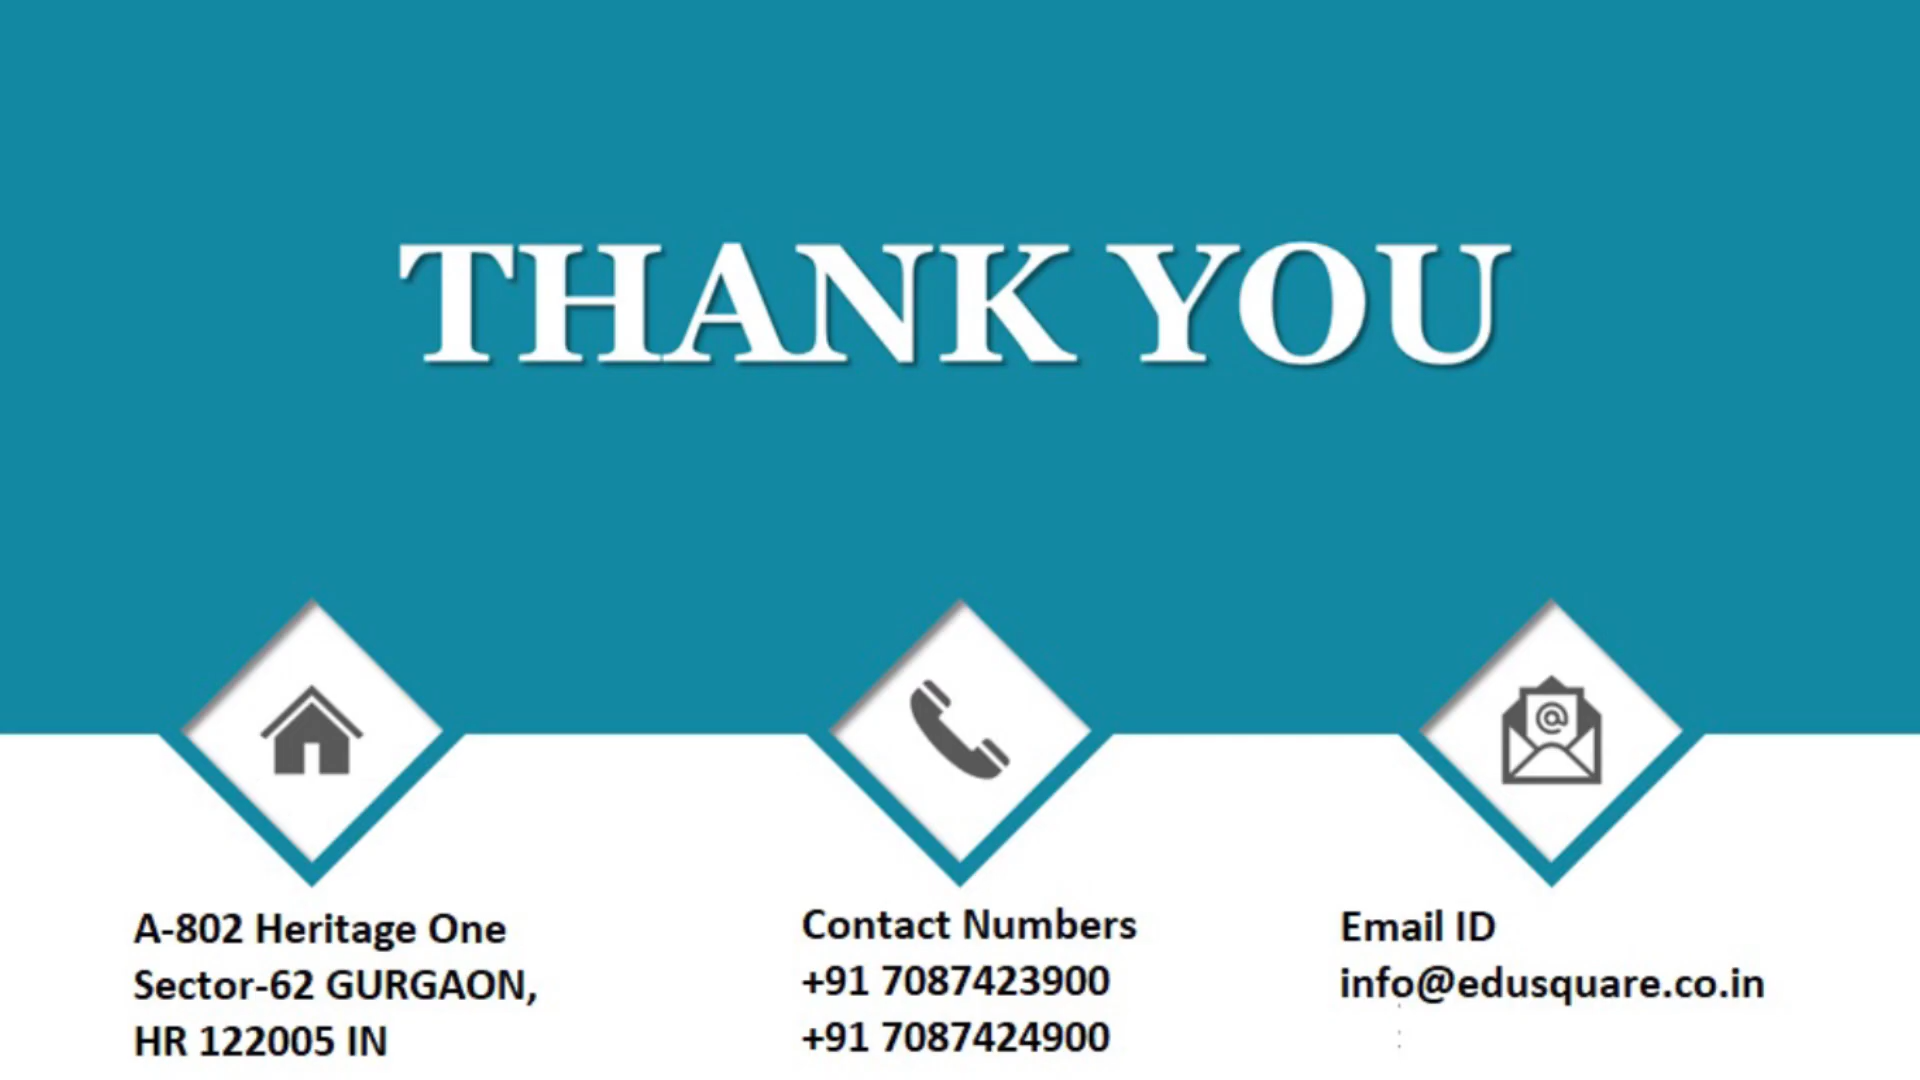 THANK YOU
A-802 Heritage One
Sector-62 GURGAON,
HR 122005 IN
Contact Numbers
+91 7087423900
+91 7087424900
Email ID
info@edusquare.co.in